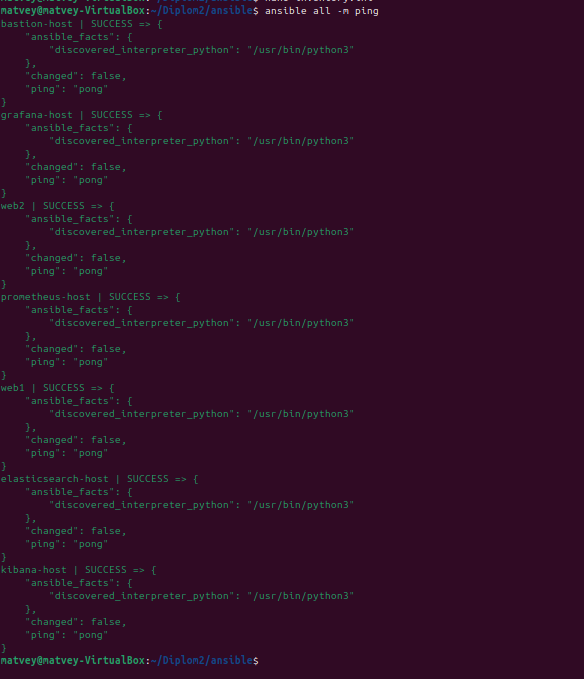 matvey@matvey-VirtualBox:~/Diplom2/ansible$ ansible all -m ping
bastion-host | SUCCESS => {
    "ansible_facts": {
        "discovered_interpreter_python": "/usr/bin/python3"
    },
    "changed": false,
    "ping": "pong"
}
grafana-host | SUCCESS => {
    "ansible_facts": {
        "discovered_interpreter_python": "/usr/bin/python3"
    },
    "changed": false,
    "ping": "pong"
}
web2 | SUCCESS => {
    "ansible_facts": {
        "discovered_interpreter_python": "/usr/bin/python3"
    },
    "changed": false,
    "ping": "pong"
}
prometheus-host | SUCCESS => {
    "ansible_facts": {
        "discovered_interpreter_python": "/usr/bin/python3"
    },
    "changed": false,
    "ping": "pong"
}
web1 | SUCCESS => {
    "ansible_facts": {
        "discovered_interpreter_python": "/usr/bin/python3"
    },
    "changed": false,
    "ping": "pong"
}
elasticsearch-host | SUCCESS => {
    "ansible_facts": {
        "discovered_interpreter_python": "/usr/bin/python3"
    },
    "changed": false,
    "ping": "pong"
}
kibana-host | SUCCESS => {
    "ansible_facts": {
        "discovered_interpreter_python": "/usr/bin/python3"
    },
    "changed": false,
    "ping": "pong"
}
matvey@matvey-VirtualBox:~/Diplom2/ansible$